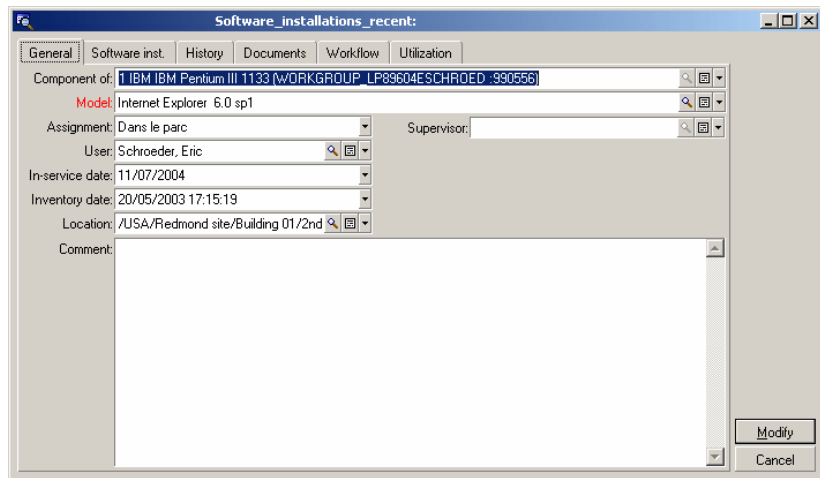 Software_installations_recent:
General Software inst. History Documents Workflow Utilization
Component of: 1 IBM IBM Pentium III 1133 (WORKGROUP_LP89604ESCHROED :990556)
Model: Internet Explorer 6.0 sp1
Assignment: Dans le parc Supervisor:
User: Schroeder, Eric
In-service date: 11/07/2004
Inventory date: 20/05/2003 17:15:19
Location: /USA/Redmond site/Building 01/2nd
Comment:
Modify
Cancel